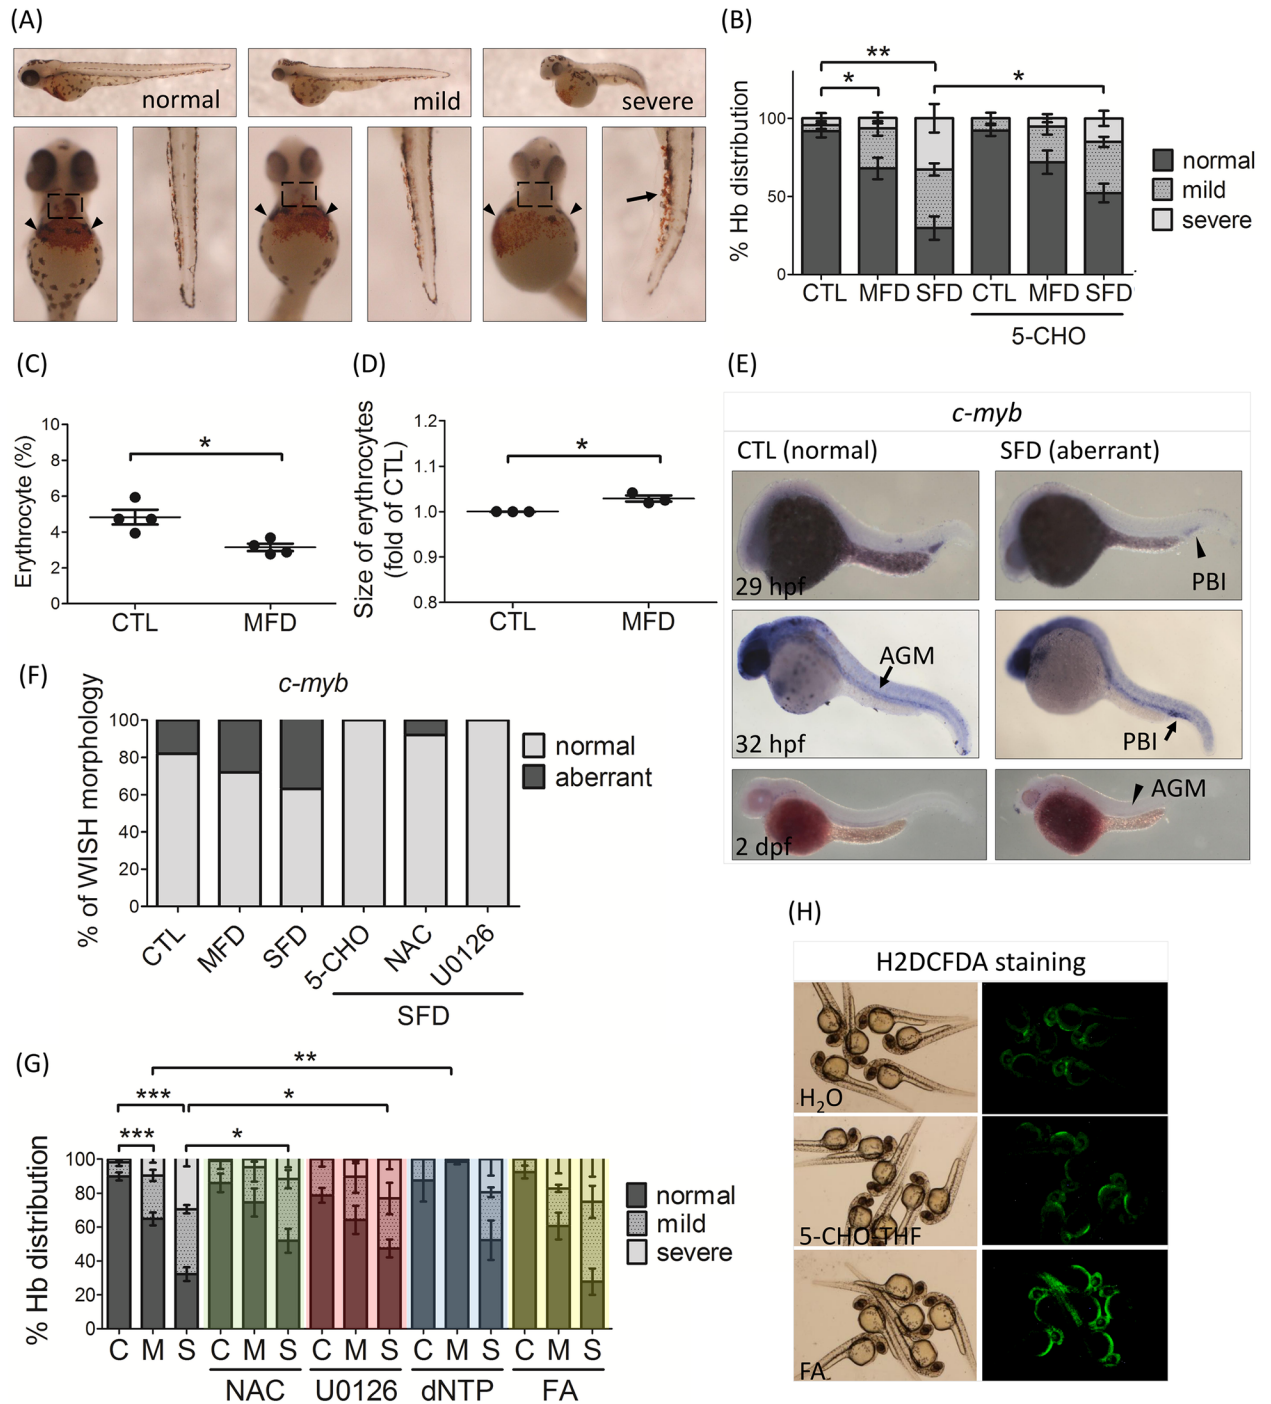 (A)
normal
mild
severe
(B)
**
*
*
% Hb distribution
100
50
0
CTL MFD SFD CTL MFD SFD
5-CHO
normal
mild
severe
(C)
Erythrocyte (%)
10
8
6
4
2
0
*
CTL
MFD
(D)
Size of erythrocytes
(fold of CTL)
1.2
1.1
1.0
0.9
0.8
*
CTL
MFD
(E)
c-myb
CTL (normal)
SFD (aberrant)
29 hpf
PBI
AGM
32 hpf
PBI
2 dpf
AGM
(F)
c-myb
% of WISH morphology
100
80
60
40
20
0
CTL
MFD
SFD
5-CHO
NAC
U0126
SFD
normal
aberrant
(G)
**
***
*
***
*
% Hb distribution
100
80
60
40
20
0
C M S C M S C M S C M S C M S
NAC U0126 dNTP FA
normal
mild
severe
(H)
H2DCFDA staining
H2O
5-CHO-THF
FA